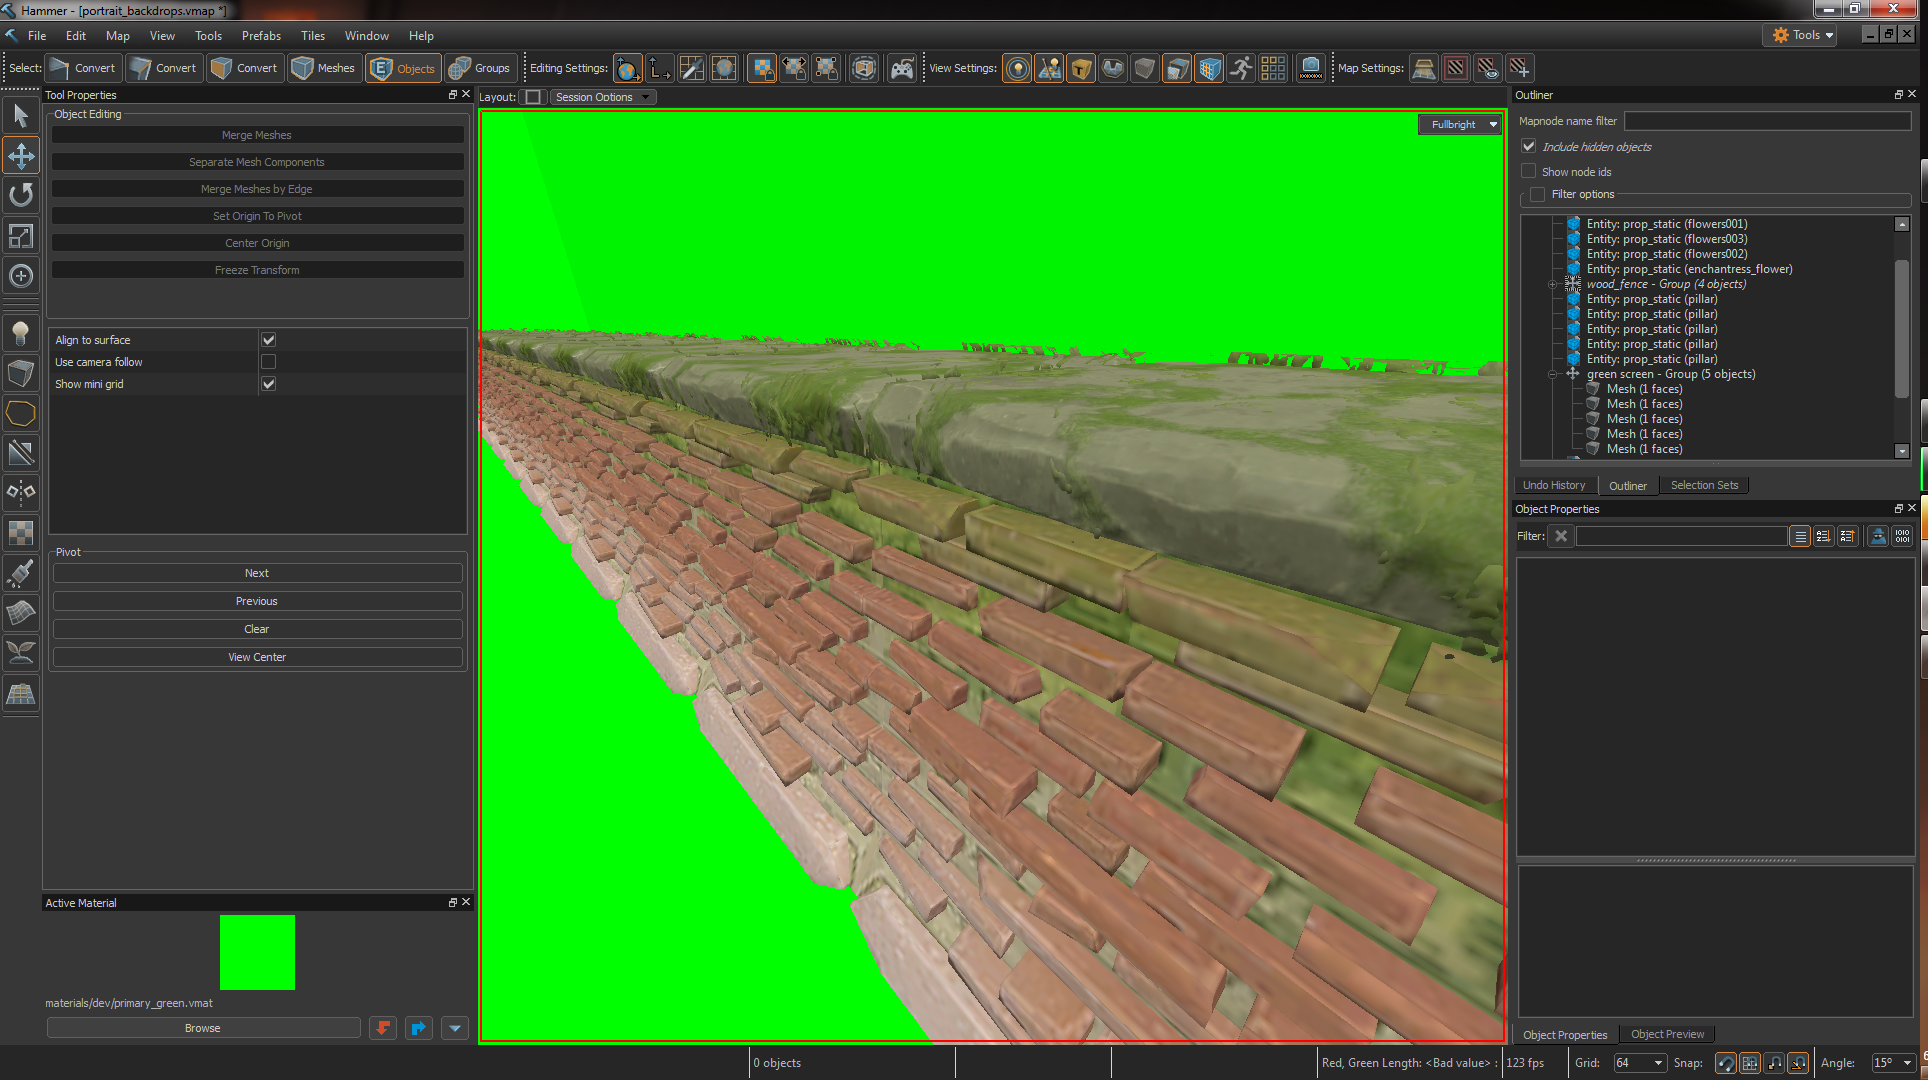 Hammer - [portrait_backdrops.vmap *]
File Edit Map View Tools Prefabs Tiles Window Help
Tools
Select: Convert Convert Convert Meshes Objects Groups Editing Settings: View Settings: Map Settings:
Tool Properties
Object Editing
Merge Meshes
Separate Mesh Components
Merge Meshes by Edge
Set Origin To Pivot
Center Origin
Freeze Transform
Align to surface
Use camera follow
Show mini grid
Pivot
Next
Previous
Clear
View Center
Active Material
materials/dev/primary_green.vmat
Browse
Layout: Session Options
Fullbright
Outliner
Mapnode name filter
Include hidden objects
Show node ids
Filter options
Entity: prop_static (flowers001)
Entity: prop_static (flowers003)
Entity: prop_static (flowers002)
Entity: prop_static (enchantress_flower)
wood_fence - Group (4 objects)
Entity: prop_static (pillar)
Entity: prop_static (pillar)
Entity: prop_static (pillar)
Entity: prop_static (pillar)
Entity: prop_static (pillar)
green screen - Group (5 objects)
Mesh (1 faces)
Mesh (1 faces)
Mesh (1 faces)
Mesh (1 faces)
Mesh (1 faces)
Undo History Outliner Selection Sets
Object Properties
Filter:
Object Properties Object Preview
0 objects
Red, Green Length: <Bad value> : 123 fps Grid: 64 Snap: Angle: 15°